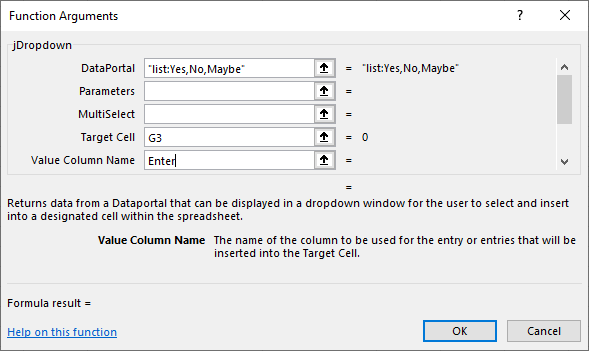 Function Arguments
jDropdown
DataPortal "list:Yes,No,Maybe" = "list:Yes,No,Maybe"
Parameters =
MultiSelect =
Target Cell G3 = 0
Value Column Name Enter =
=
Returns data from a Dataportal that can be displayed in a dropdown window for the user to select and insert
into a designated cell within the spreadsheet.
Value Column Name The name of the column to be used for the entry or entries that will be
inserted into the Target Cell.
Formula result =
Help on this function OK Cancel